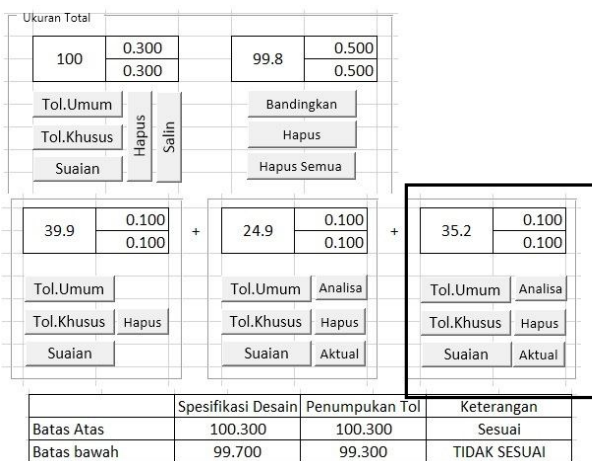 Ukuran Total
100 0.300 99.8 0.500
0.300 0.500
Tol.Umum Hapus Salin Bandingkan
Tol.Khusus Hapus
Suaian Hapus Semua
39.9 0.100 + 24.9 0.100 + 35.2 0.100
0.100 0.100 0.100
Tol.Umum Tol.Umum Analisa Tol.Umum Analisa
Tol.Khusus Hapus Tol.Khusus Hapus Tol.Khusus Hapus
Suaian Suaian Aktual Suaian Aktual
Spesifikasi Desain Penumpukan Tol Keterangan
Batas Atas 100.300 100.300 Sesuai
Batas bawah 99.700 99.300 TIDAK SESUAI